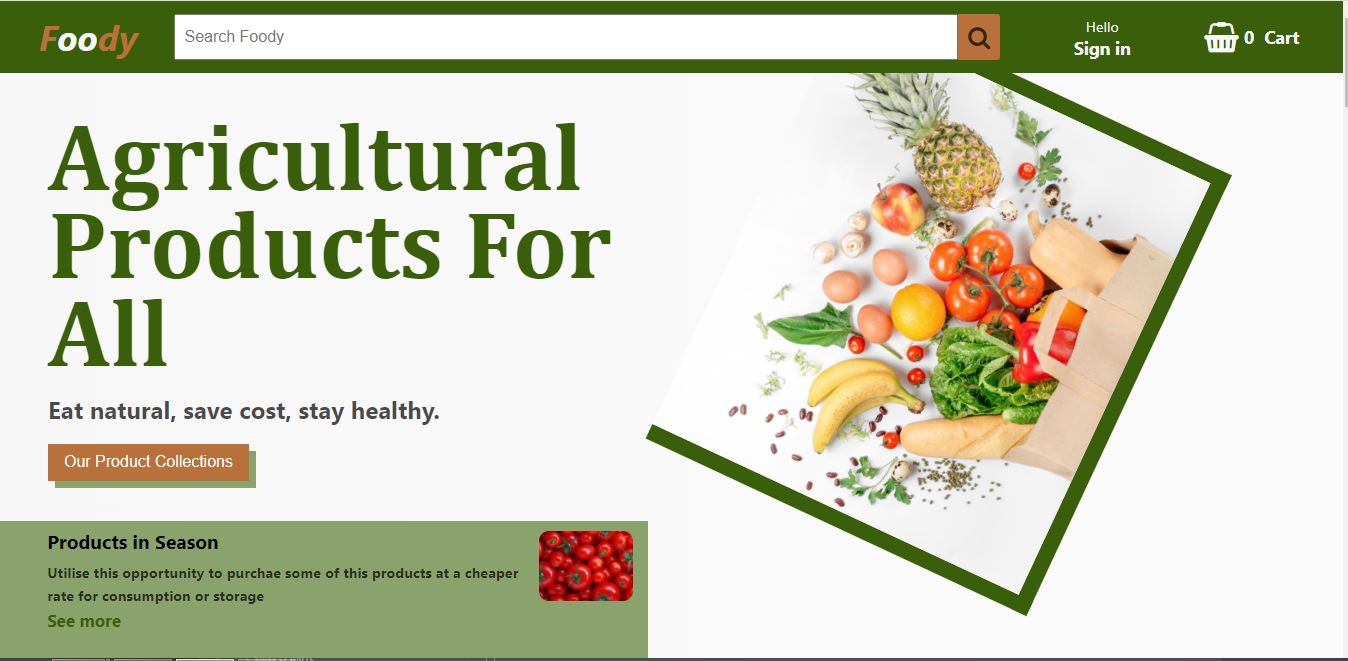 Foody
Search Foody
Hello
Sign in
0 Cart
Agricultural
Products For
All
Eat natural, save cost, stay healthy.
Our Product Collections
Products in Season
Utilise this opportunity to purchae some of this products at a cheaper
rate for consumption or storage
See more